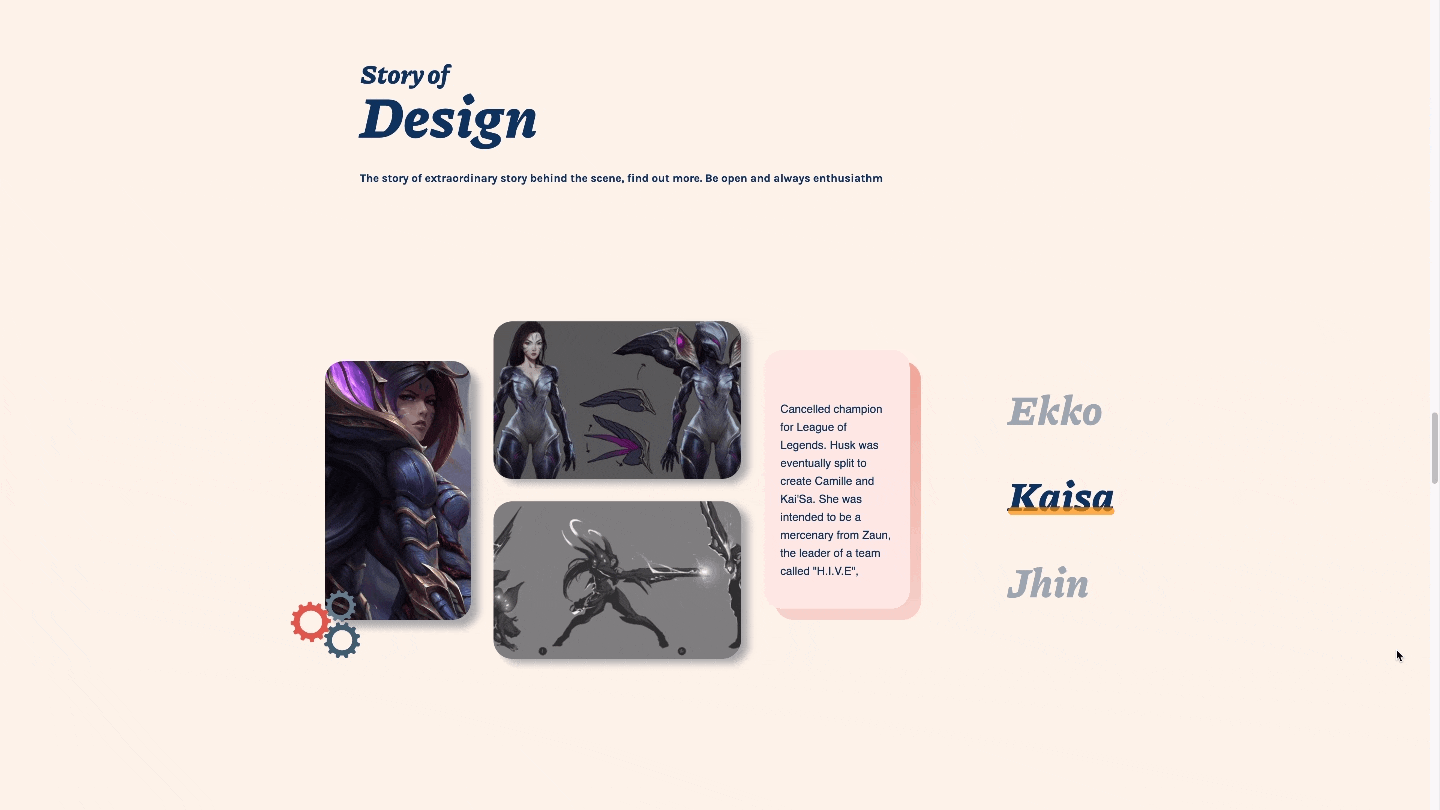 Story of
Design
The story of extraordinary story behind the scene, find out more. Be open and always enthusiathm
Cancelled champion
for League of
Legends. Husk was
eventually split to
create Camille and
Kai'Sa. She was
intended to be a
mercenary from Zaun,
the leader of a team
called "H.I.V.E",
Ekko
Kaisa
Jhin